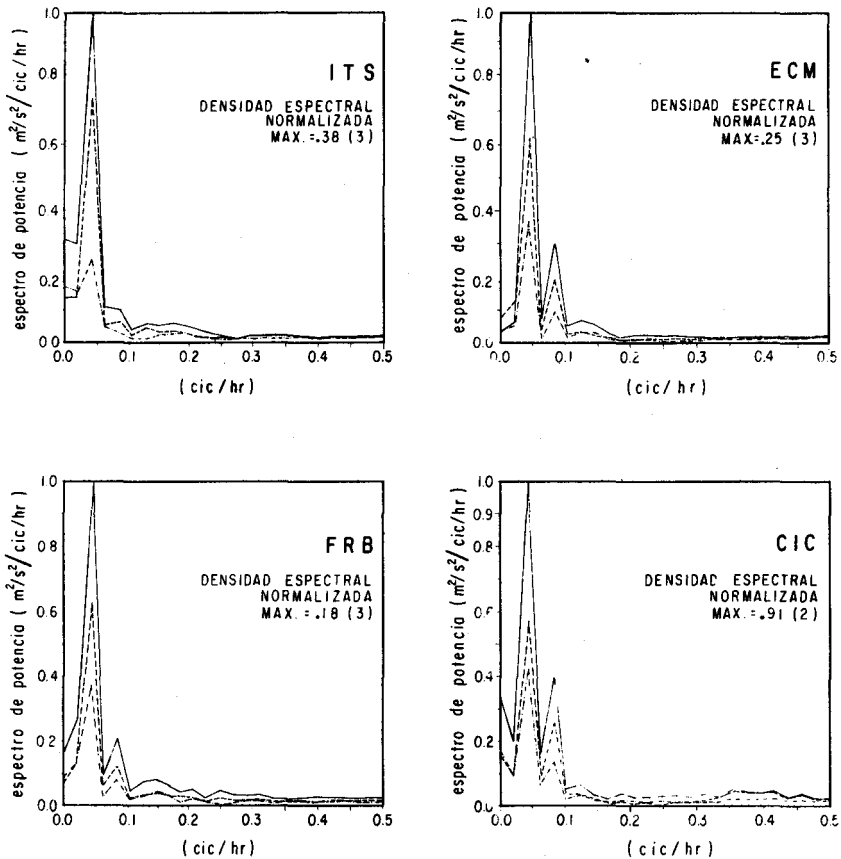 espectro de potencia ( m²/s²/cic/hr)
1.0
0.8
0.6
0.4
0.2
0.0
ITS
DENSIDAD ESPECTRAL
NORMALIZADA
MAX.=.38 (3)
0.0 0.1 0.2 0.3 0.4 0.5
(cic/hr)
espectro de potencia ( m²/s²/cic/hr)
1.0
0.8
0.6
0.4
0.2
0.0
ECM
DENSIDAD ESPECTRAL
NORMALIZADA
MAX=.25 (3)
0.0 0.1 0.2 0.3 0.4 0.5
(cic/hr)
espectro de potencia ( m²/s²/cic/hr)
1.0
0.8
0.6
0.4
0.2
0.0
FRB
DENSIDAD ESPECTRAL
NORMALIZADA
MAX.=.18 (3)
0.0 0.1 0.2 0.3 0.4 0.5
(cic/hr)
espectro de potencia ( m²/s²/cic/hr)
1.0
0.9
0.8
0.6
0.4
0.2
0.0
CIC
DENSIDAD ESPECTRAL
NORMALIZADA
MAX.=.91 (2)
0.0 0.1 0.2 0.3 0.4 0.5
(cic/hr)